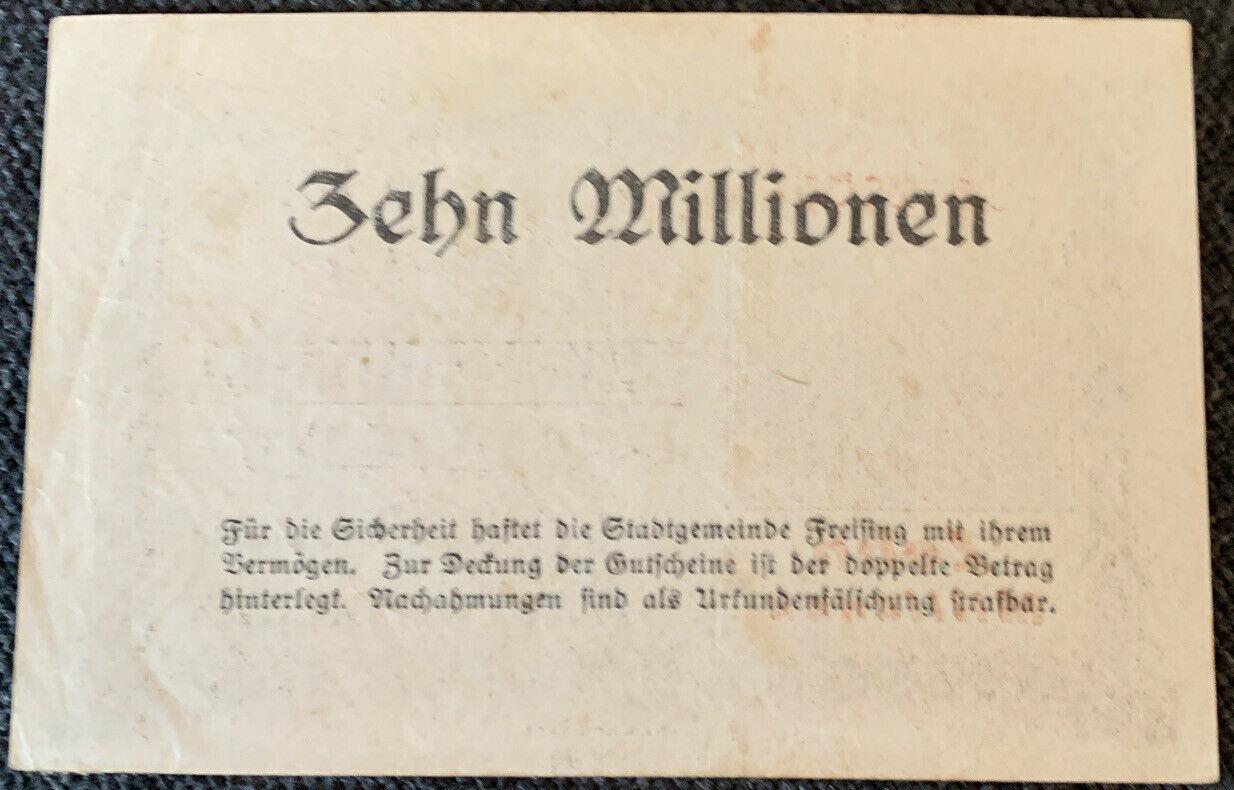 Zehn Millionen
Für die Sicherheit haftet die Stadtgemeinde Freising mit ihrem
Vermögen. Zur Deckung der Gutscheine ist der doppelte Betrag
hinterlegt. Nachahmungen sind als Urkundenfälschung strafbar.